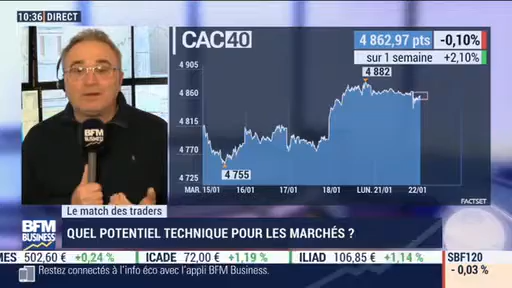 10:36 DIRECT
CAC40
4 862,97 pts
-0,10%
sur 1 semaine
+2,10%
4 905
4 882
4 860
4 815
4 770
4 755
4 725
MAR. 15/01
16/01
17/01
18/01
LUN. 21/01
22/01
FACTSET
BFM BUSINESS
Le match des traders
BFM BUSINESS
QUEL POTENTIEL TECHNIQUE POUR LES MARCHÉS ?
MES 502,60 € +0,24 % ICADE 72,00 € +1,19 % ILIAD 106,85 € +1,14 %
SBF120
- 0,03 %
Restez connectés à l'info éco avec l'appli BFM Business.